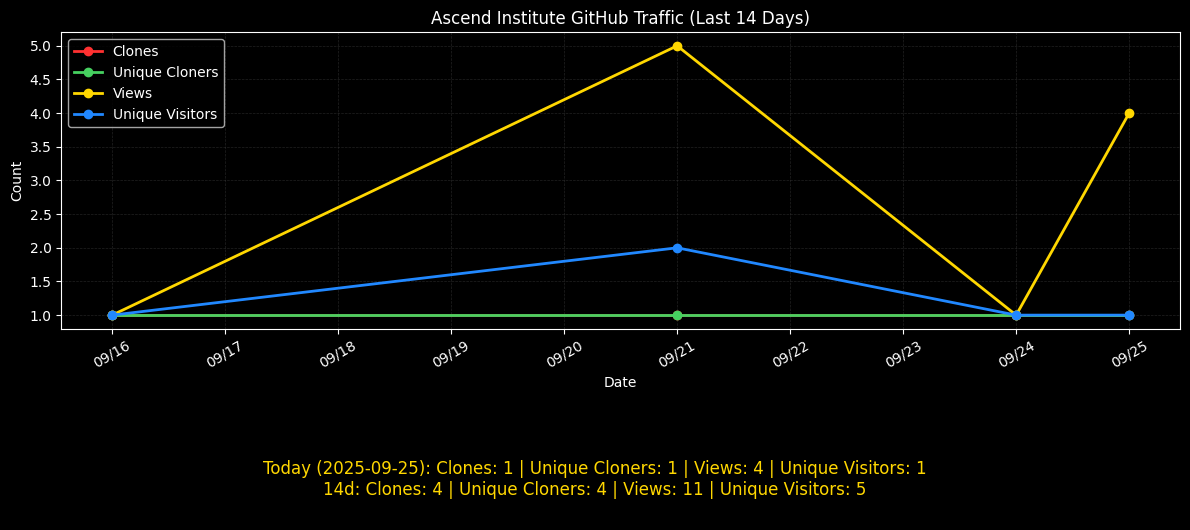 Ascend Institute GitHub Traffic (Last 14 Days)
Clones
Unique Cloners
Views
Unique Visitors
Count
5.0
4.5
4.0
3.5
3.0
2.5
2.0
1.5
1.0
09/16
09/17
09/18
09/19
09/20
09/21
09/22
09/23
09/24
09/25
Date
Today (2025-09-25): Clones: 1 | Unique Cloners: 1 | Views: 4 | Unique Visitors: 1
14d: Clones: 4 | Unique Cloners: 4 | Views: 11 | Unique Visitors: 5